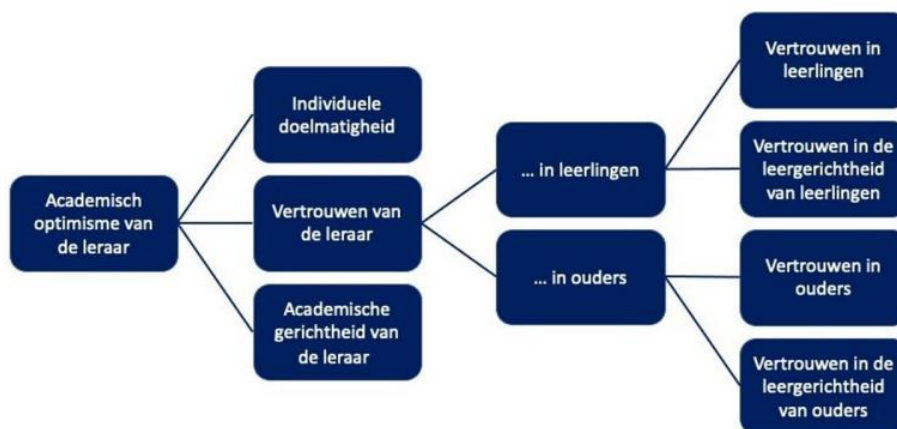 Academisch
optimisme van
de leraar
Individuele
doelmatigheid
Vertrouwen van
de leraar
Academische
gerichtheid van
de leraar
... in leerlingen
... in ouders
Vertrouwen in
leerlingen
Vertrouwen in de
leergerichtheid
van leerlingen
Vertrouwen in
ouders
Vertrouwen in de
leergerichtheid
van ouders